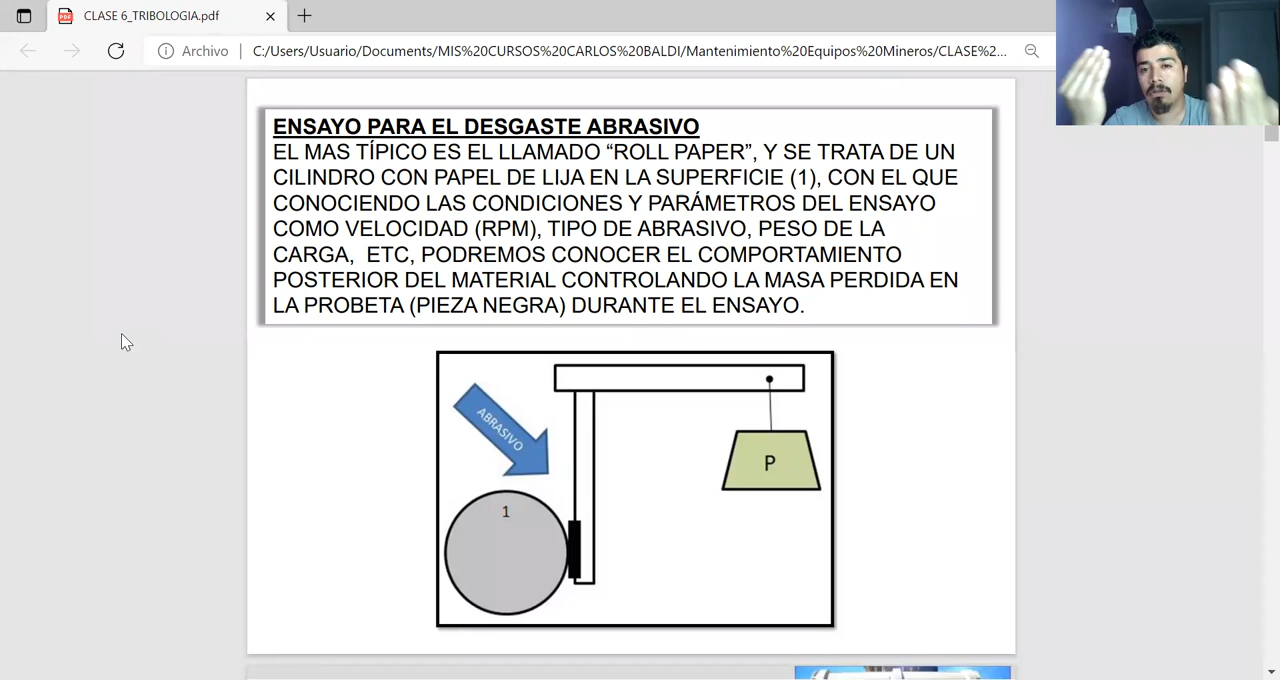 CLASE 6_TRIBOLOGIA.pdf
Archivo
C:/Users/Usuario/Documents/MIS%20CURSOS%20CARLOS%20BALDI/Mantenimiento%20Equipos%20Mineros/CLASE%2...
ENSAYO PARA EL DESGASTE ABRASIVO
EL MAS TÍPICO ES EL LLAMADO “ROLL PAPER”, Y SE TRATA DE UN
CILINDRO CON PAPEL DE LIJA EN LA SUPERFICIE (1), CON EL QUE
CONOCIENDO LAS CONDICIONES Y PARÁMETROS DEL ENSAYO
COMO VELOCIDAD (RPM), TIPO DE ABRASIVO, PESO DE LA
CARGA, ETC, PODREMOS CONOCER EL COMPORTAMIENTO
POSTERIOR DEL MATERIAL CONTROLANDO LA MASA PERDIDA EN
LA PROBETA (PIEZA NEGRA) DURANTE EL ENSAYO.
ABRASIVO
P
1